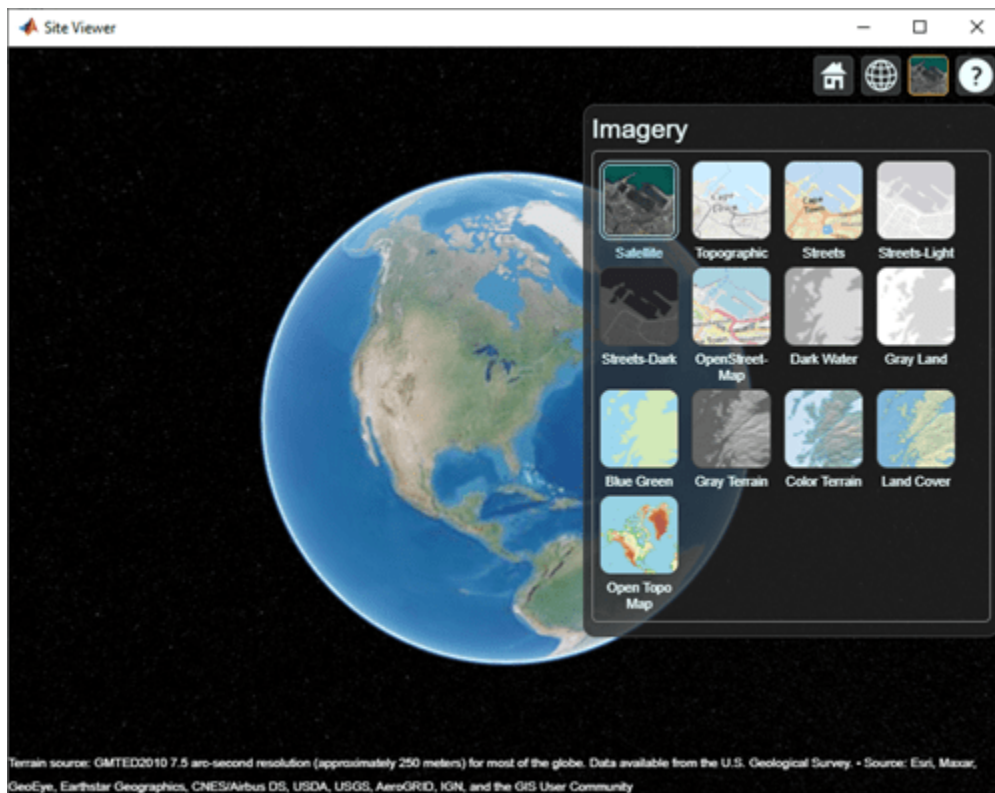 Site Viewer
?
Imagery
Satellite
Topographic
Streets
Streets-Light
Streets-Dark
OpenStreet-
Map
Dark Water
Gray Land
Blue Green
Gray Terrain
Color Terrain
Land Cover
Open Topo
Map
Cape
Town
Terrain source: GMTED2010 7.5 arc-second resolution (approximately 250 meters) for most of the globe. Data available from the U.S. Geological Survey. • Source: Esri, Maxar,
GeoEye, Earthstar Geographics, CNES/Airbus DS, USDA, USGS, AeroGRID, IGN, and the GIS User Community